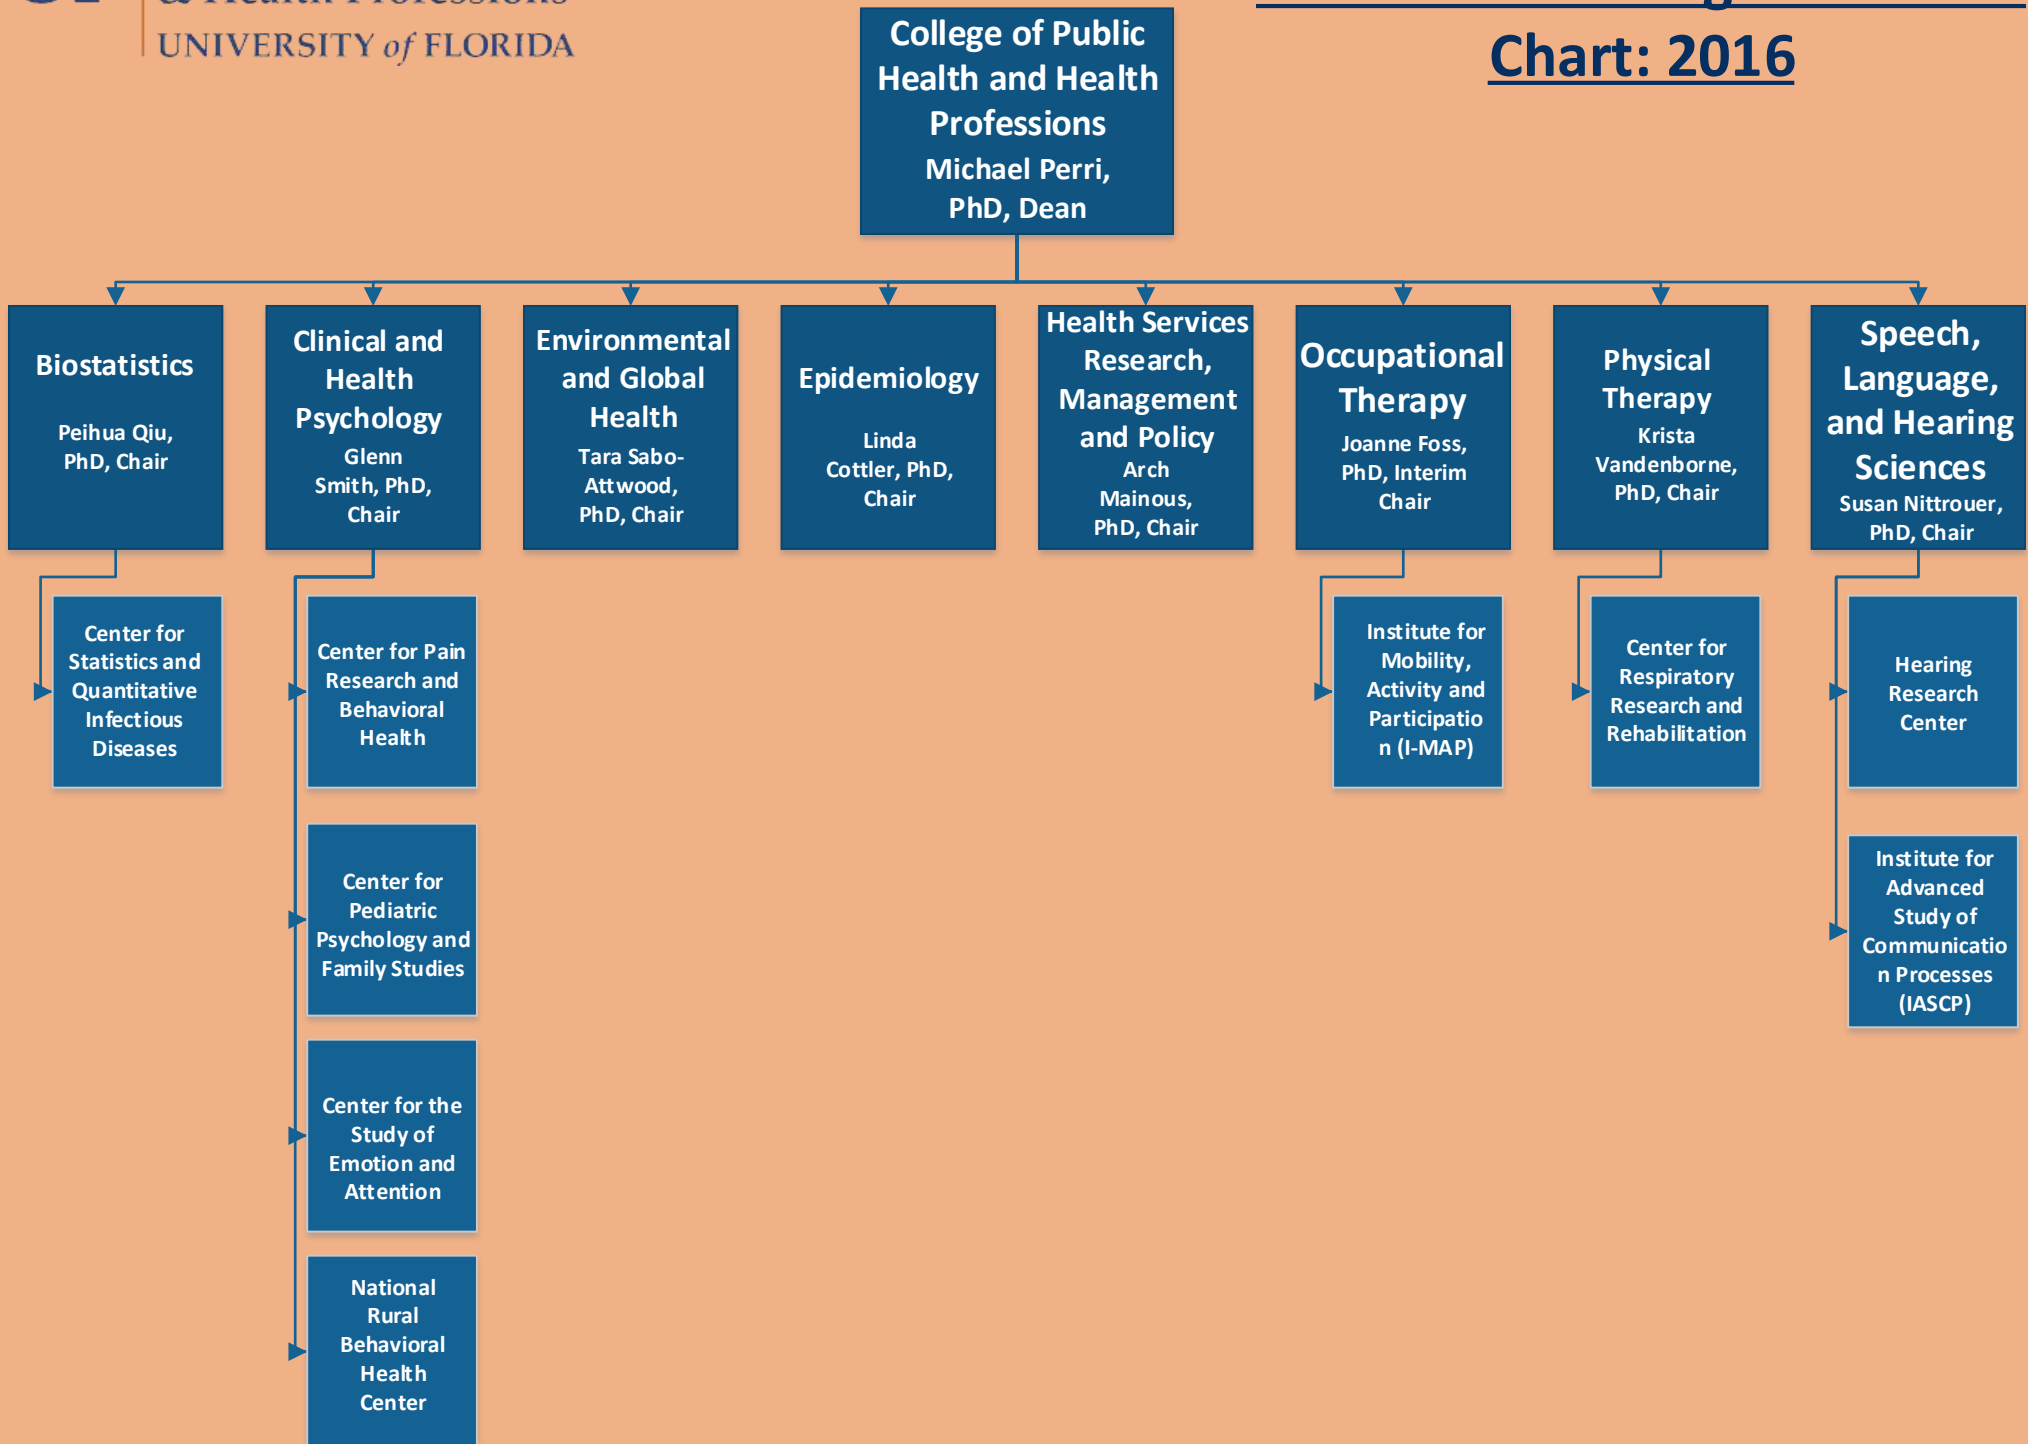 & Health Professions
UNIVERSITY of FLORIDA
Chart: 2016
College of Public
Health and Health
Professions
Michael Perri,
PhD, Dean
Biostatistics
Peihua Qiu,
PhD, Chair
Clinical and
Health
Psychology
Glenn
Smith, PhD,
Chair
Environmental
and Global
Health
Tara Sabo-
Attwood,
PhD, Chair
Epidemiology
Linda
Cottler, PhD,
Chair
Health Services
Research,
Management
and Policy
Arch
Mainous,
PhD, Chair
Occupational
Therapy
Joanne Foss,
PhD, Interim
Chair
Physical
Therapy
Krista
Vandenborne,
PhD, Chair
Speech,
Language,
and Hearing
Sciences
Susan Nittrouer,
PhD, Chair
Center for
Statistics and
Quantitative
Infectious
Diseases
Center for Pain
Research and
Behavioral
Health
Center for
Pediatric
Psychology and
Family Studies
Center for the
Study of
Emotion and
Attention
National
Rural
Behavioral
Health
Center
Institute for
Mobility,
Activity and
Participatio
n (I-MAP)
Center for
Respiratory
Research and
Rehabilitation
Hearing
Research
Center
Institute for
Advanced
Study of
Communicatio
n Processes
(IASCP)